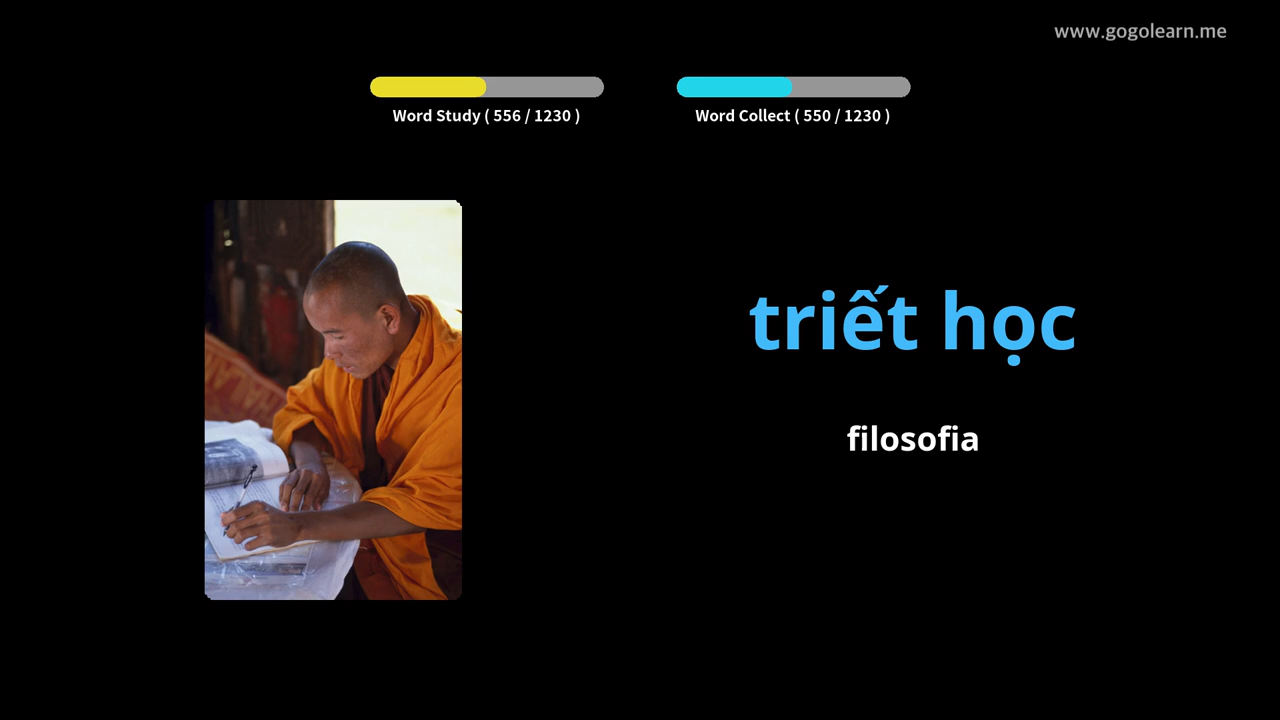 www.gogolearn.me
Word Study ( 556 / 1230 )
Word Collect ( 550 / 1230 )
triết học
filosofia